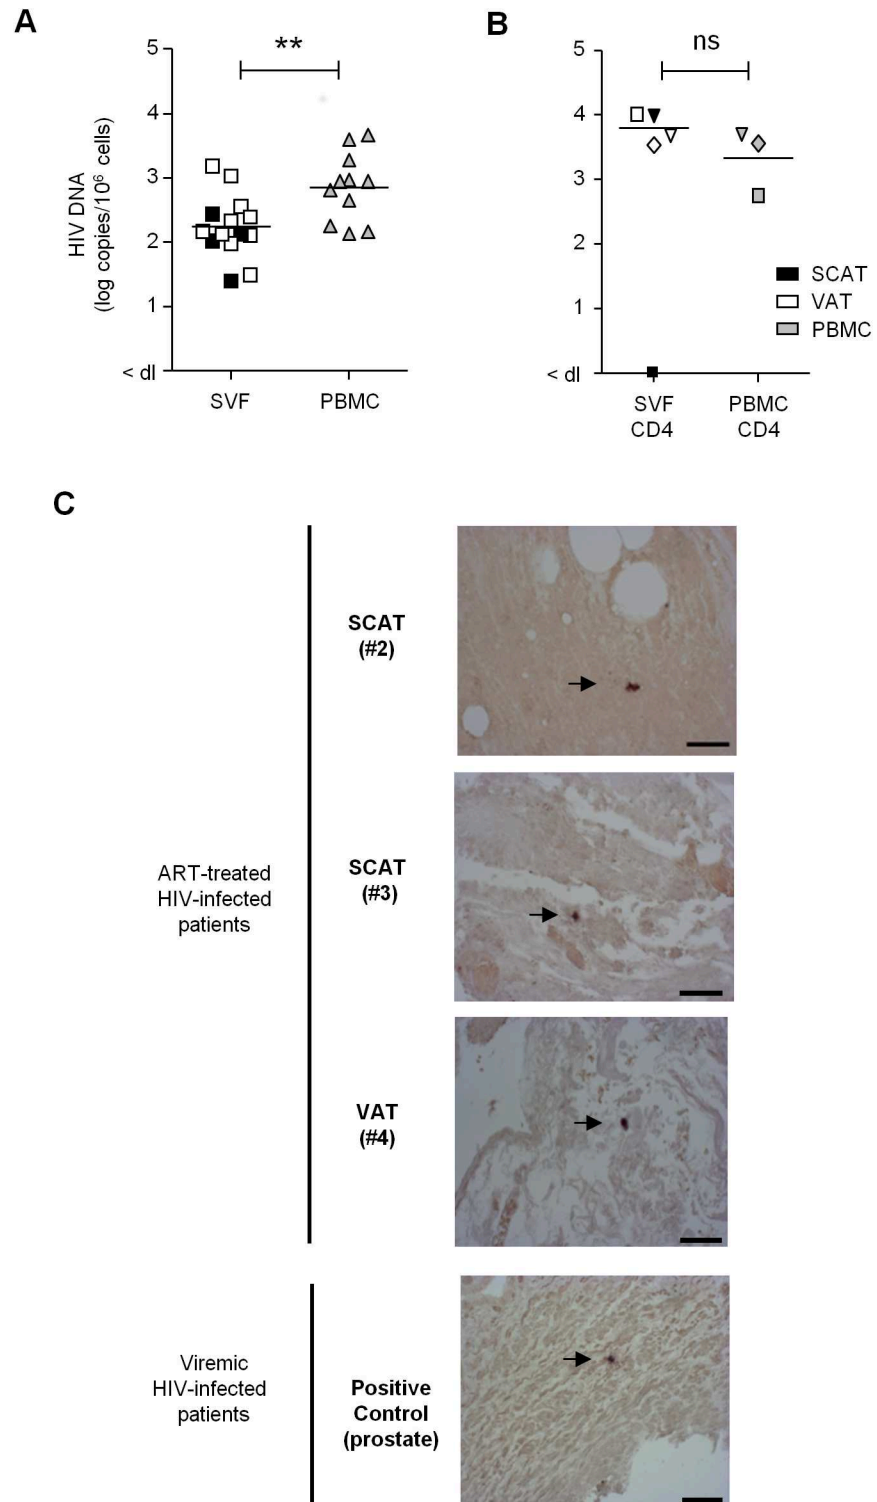 A
**
5
4
3
2
1
< dl
HIV DNA
(log copies/10⁶ cells)
SVF
PBMC
B
ns
5
4
3
2
1
< dl
SVF
CD4
PBMC
CD4
SCAT
VAT
PBMC
C
ART-treated
HIV-infected
patients
SCAT
(#2)
SCAT
(#3)
VAT
(#4)
Viremic
HIV-infected
patients
Positive
Control
(prostate)